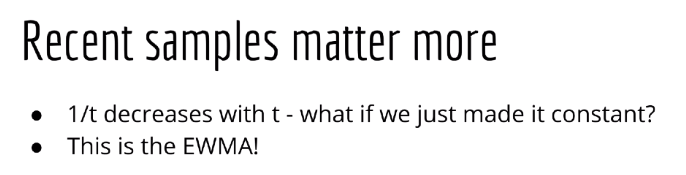 Recent samples matter more
● 1/t decreases with t - what if we just made it constant?
● This is the EWMA!